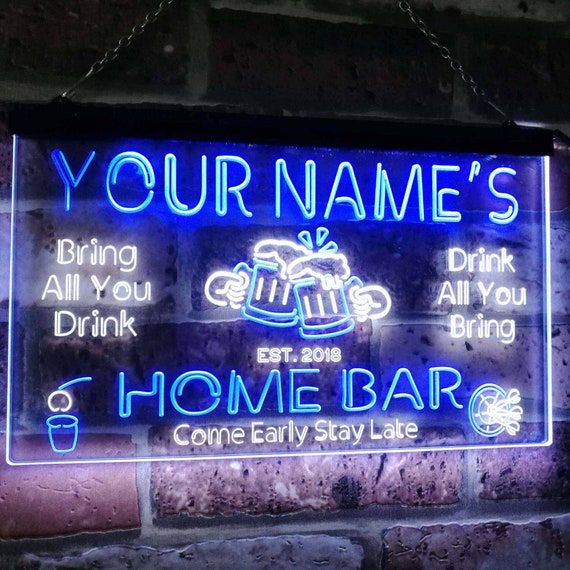 YOUR NAME'S
Bring
All You
Drink
Drink
All You
Bring
EST. 2018
HOME BAR
Come Early Stay Late